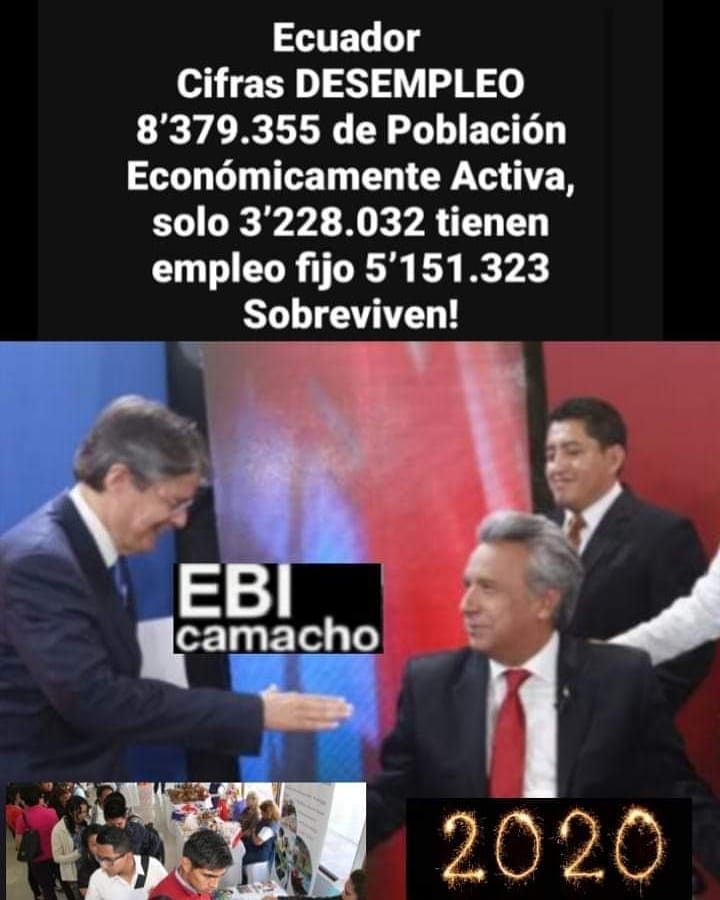 Ecuador
Cifras DESEMPLEO
8’379.355 de Población
Económicamente Activa,
solo 3’228.032 tienen
empleo fijo 5’151.323
Sobreviven!
EBI
camacho
2020